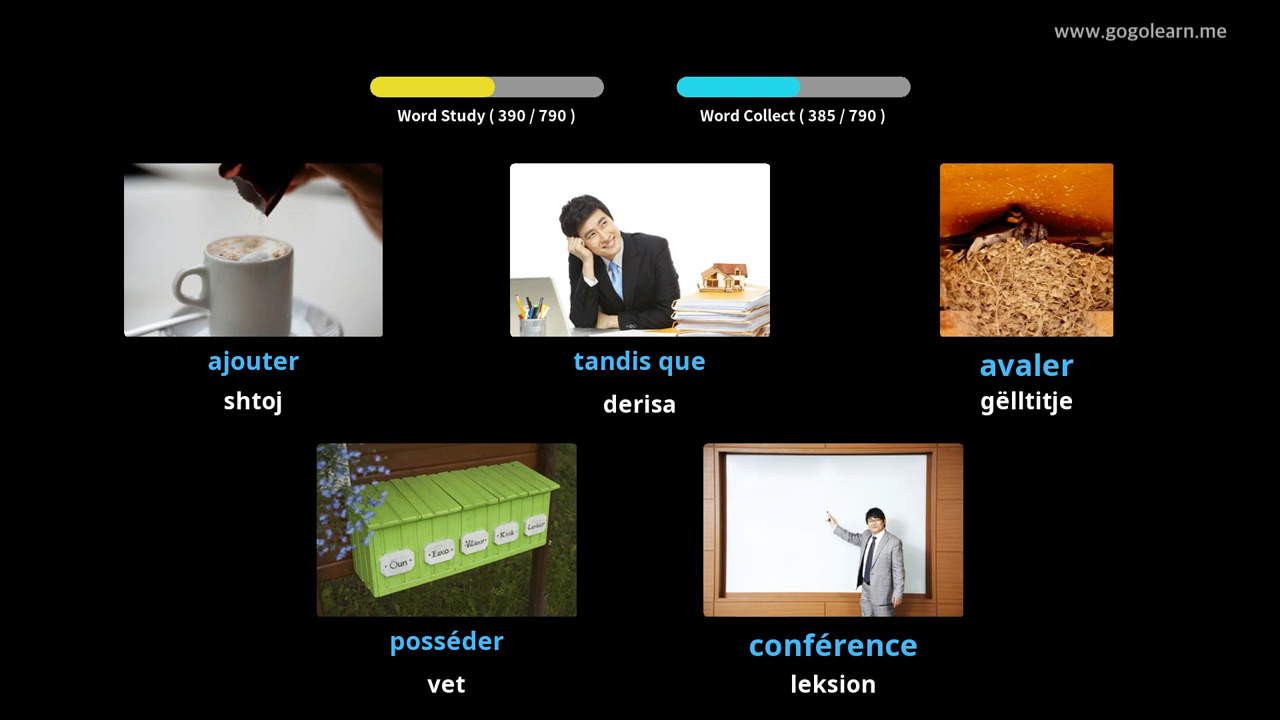 www.gogolearn.me
Word Study ( 390 / 790 )
Word Collect ( 385 / 790 )
ajouter
tandis que
avaler
shtoj
derisa
gëlltitje
posséder
conférence
vet
leksion